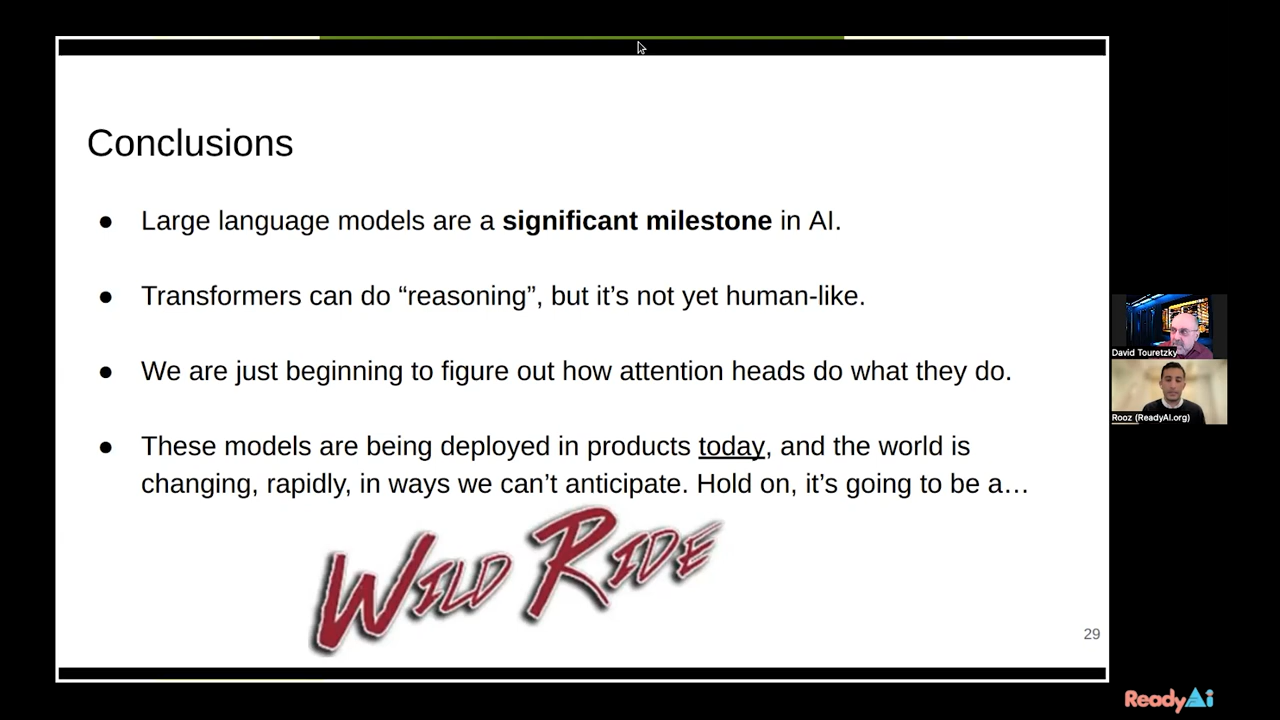 Conclusions
● Large language models are a significant milestone in AI.
● Transformers can do “reasoning”, but it’s not yet human-like.
● We are just beginning to figure out how attention heads do what they do.
● These models are being deployed in products today, and the world is
changing, rapidly, in ways we can’t anticipate. Hold on, it’s going to be a…
WILD RIDE
29
David Touretzky
Rooz (ReadyAI.org)
ReadyAi